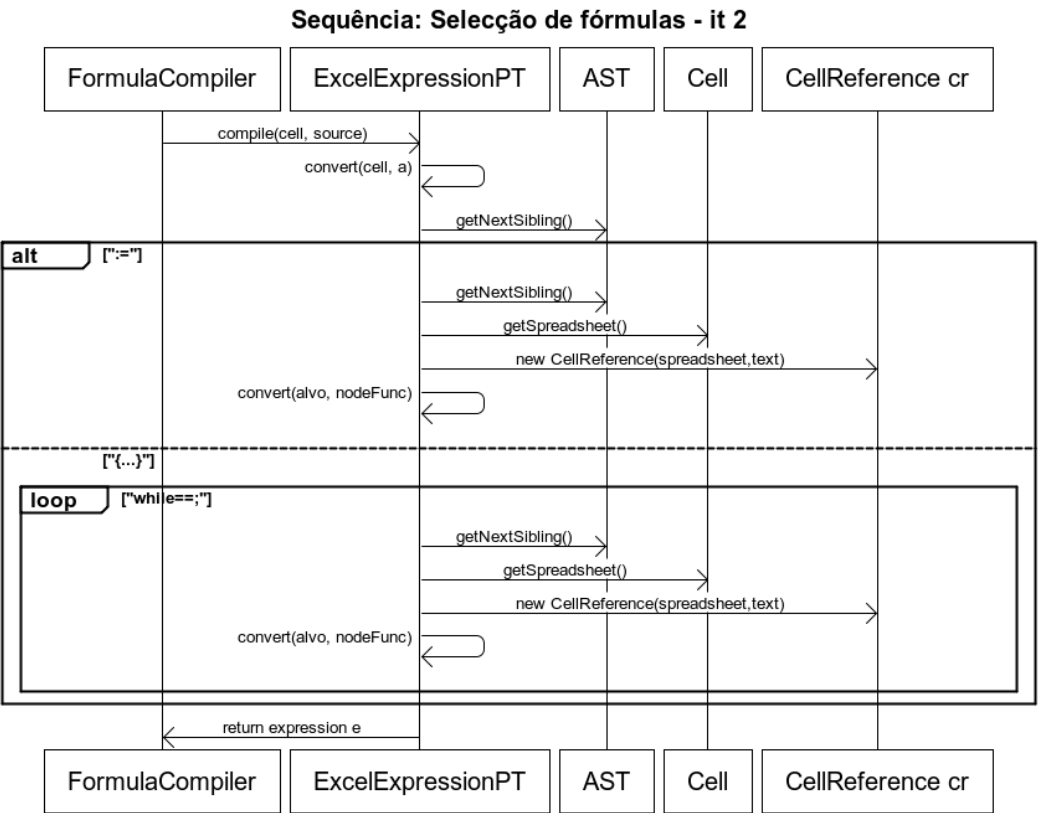 Sequência: Selecção de fórmulas - it 2
FormulaCompiler ExcelExpressionPT AST Cell CellReference cr
compile(cell, source)
convert(cell, a)
getNextSibling()
alt [":="]
getNextSibling()
getSpreadsheet()
new CellReference(spreadsheet,text)
convert(alvo, nodeFunc)
["{...}"]
loop ["while==;"]
getNextSibling()
getSpreadsheet()
new CellReference(spreadsheet,text)
convert(alvo, nodeFunc)
return expression e
FormulaCompiler ExcelExpressionPT AST Cell CellReference cr